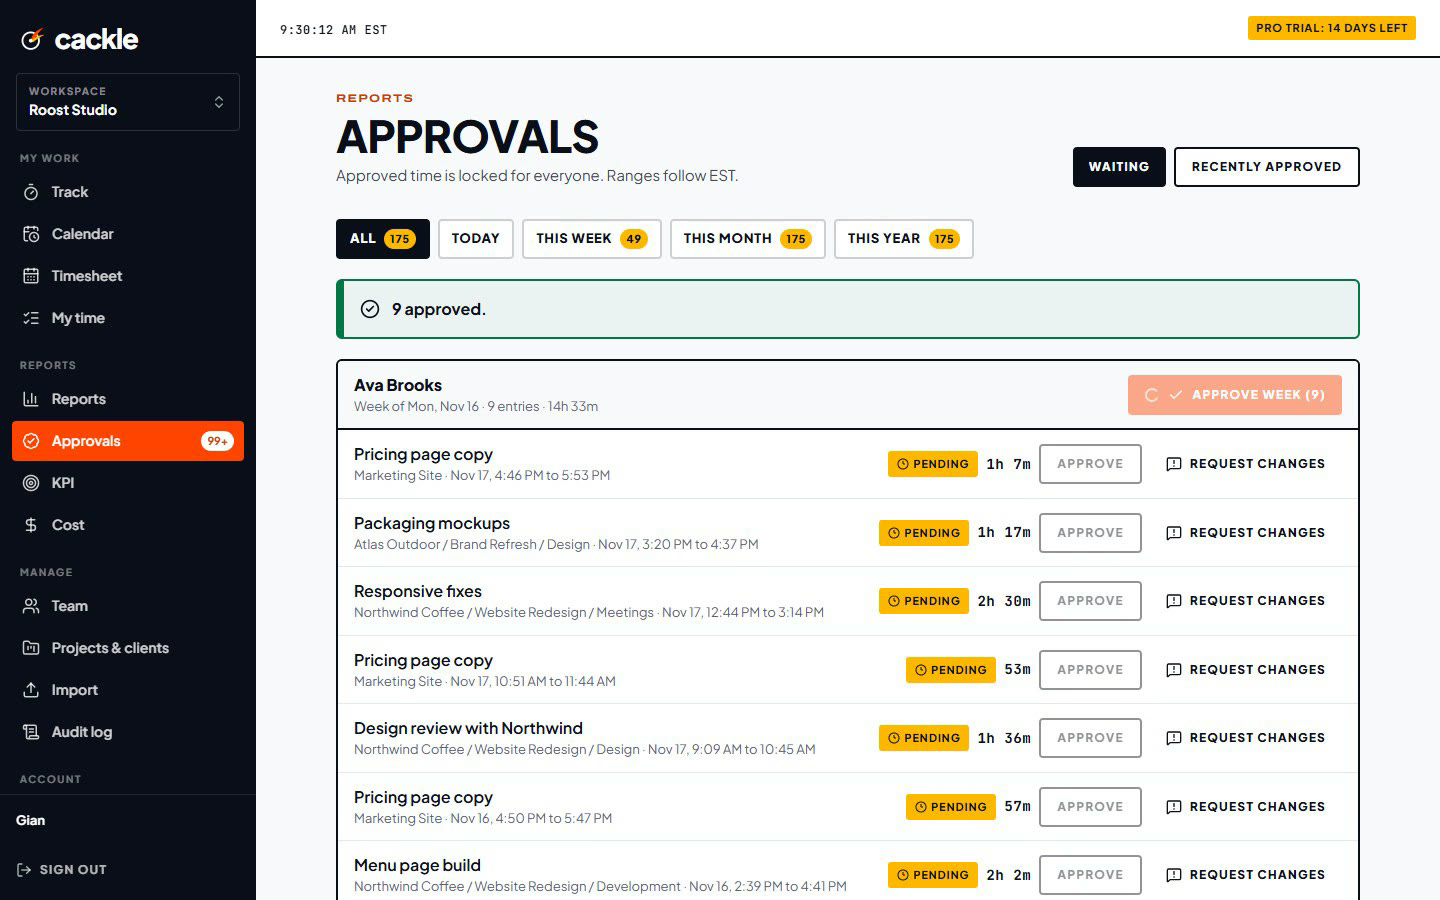 cackle
WORKSPACE
Roost Studio
MY WORK
Track
Calendar
Timesheet
My time
REPORTS
Reports
Approvals 99+
KPI
Cost
MANAGE
Team
Projects & clients
Import
Audit log
ACCOUNT
Gian
SIGN OUT
9:30:12 AM EST
PRO TRIAL: 14 DAYS LEFT
REPORTS
APPROVALS
Approved time is locked for everyone. Ranges follow EST.
WAITING RECENTLY APPROVED
ALL 175 TODAY THIS WEEK 49 THIS MONTH 175 THIS YEAR 175
9 approved.
Ava Brooks
Week of Mon, Nov 16 · 9 entries · 14h 33m
APPROVE WEEK (9)
Pricing page copy
Marketing Site · Nov 17, 4:46 PM to 5:53 PM
PENDING 1h 7m APPROVE REQUEST CHANGES
Packaging mockups
Atlas Outdoor / Brand Refresh / Design · Nov 17, 3:20 PM to 4:37 PM
PENDING 1h 17m APPROVE REQUEST CHANGES
Responsive fixes
Northwind Coffee / Website Redesign / Meetings · Nov 17, 12:44 PM to 3:14 PM
PENDING 2h 30m APPROVE REQUEST CHANGES
Pricing page copy
Marketing Site · Nov 17, 10:51 AM to 11:44 AM
PENDING 53m APPROVE REQUEST CHANGES
Design review with Northwind
Northwind Coffee / Website Redesign / Design · Nov 17, 9:09 AM to 10:45 AM
PENDING 1h 36m APPROVE REQUEST CHANGES
Pricing page copy
Marketing Site · Nov 16, 4:50 PM to 5:47 PM
PENDING 57m APPROVE REQUEST CHANGES
Menu page build
Northwind Coffee / Website Redesign / Development · Nov 16, 2:39 PM to 4:41 PM
PENDING 2h 2m APPROVE REQUEST CHANGES